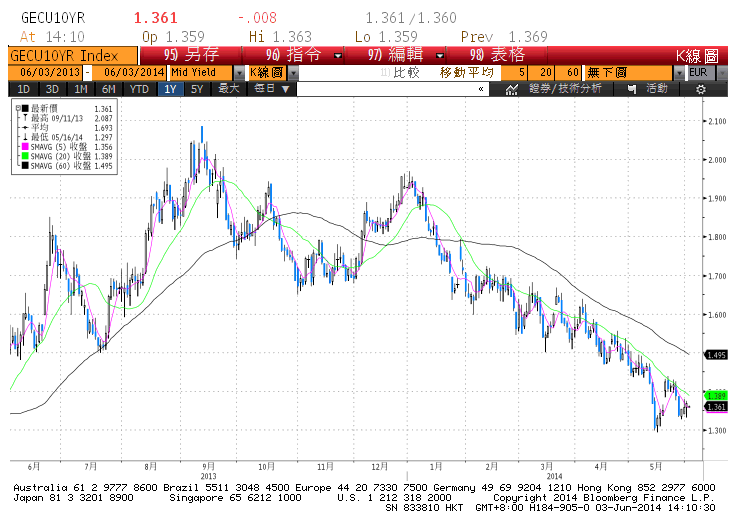 GECU10YR 1.361 -.008 1.361/1.360
At 14:10 Op 1.359 Hi 1.363 Lo 1.359 Prev 1.369
GECU10YR Index 95) 另存 96) 指令 97) 編輯 98) 表格 K線圖
06/03/2013 - 06/03/2014 Mid Yield K線圖 比較 移動平均 5 20 60 無下圖 EUR
1D 3D 1M 6M YTD 1Y 5Y 最大 每日 ▼ « 證券/技術分析 活動
最新價 1.361
最高 09/11/13 2.087
平均 1.693
最低 05/16/14 1.297
SMAVG (5) 收盤 1.356
SMAVG (20) 收盤 1.389
SMAVG (60) 收盤 1.495
2.100
2.000
1.900
1.800
1.700
1.600
1.495
1.389
1.361
1.300
6月 7月 8月 9月 10月 11月 12月 1月 2月 3月 4月 5月
2013 2014
Australia 61 2 9777 8600 Brazil 5511 3048 4500 Europe 44 20 7330 7500 Germany 49 69 9204 1210 Hong Kong 852 2977 6000
Japan 81 3 3201 8900 Singapore 65 6212 1000 U.S. 1 212 318 2000 Copyright 2014 Bloomberg Finance L.P.
SN 833810 HKT GMT+8:00 H184-905-0 03-Jun-2014 14:10:30